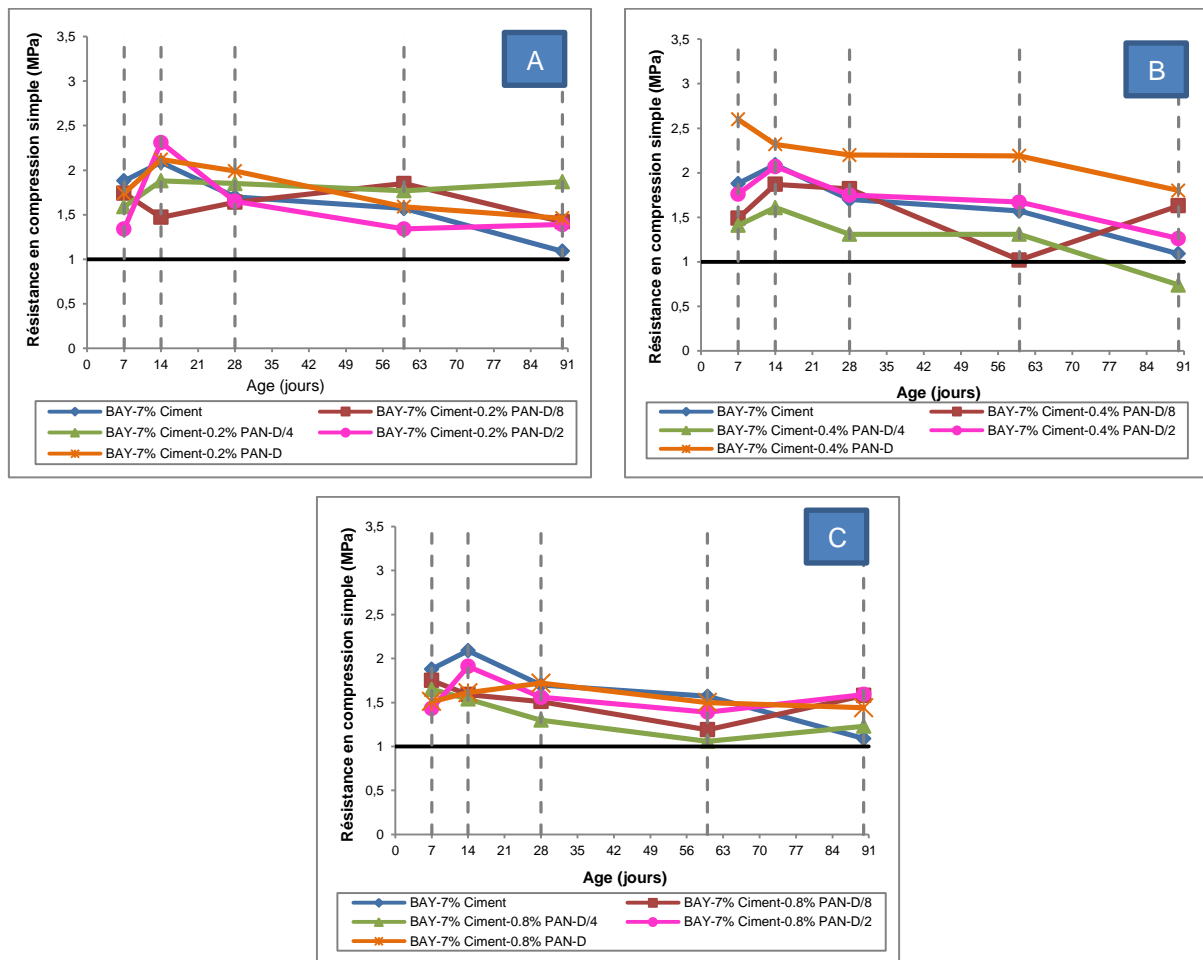 Résistance en compression simple (MPa)
3,5
3
2,5
2
1,5
1
0,5
0
A
0 7 14 21 28 35 42 49 56 63 70 77 84 91
Age (jours)
BAY-7% Ciment BAY-7% Ciment-0.2% PAN-D/8
BAY-7% Ciment-0.2% PAN-D/4 BAY-7% Ciment-0.2% PAN-D/2
BAY-7% Ciment-0.2% PAN-D
Résistance en compression simple (MPa)
3,5
3
2,5
2
1,5
1
0,5
0
B
0 7 14 21 28 35 42 49 56 63 70 77 84 91
Age (jours)
BAY-7% Ciment BAY-7% Ciment-0.4% PAN-D/8
BAY-7% Ciment-0.4% PAN-D/4 BAY-7% Ciment-0.4% PAN-D/2
BAY-7% Ciment-0.4% PAN-D
Résistance en compression simple (MPa)
3,5
3
2,5
2
1,5
1
0,5
0
C
0 7 14 21 28 35 42 49 56 63 70 77 84 91
Age (jours)
BAY-7% Ciment BAY-7% Ciment-0.8% PAN-D/8
BAY-7% Ciment-0.8% PAN-D/4 BAY-7% Ciment-0.8% PAN-D/2
BAY-7% Ciment-0.8% PAN-D